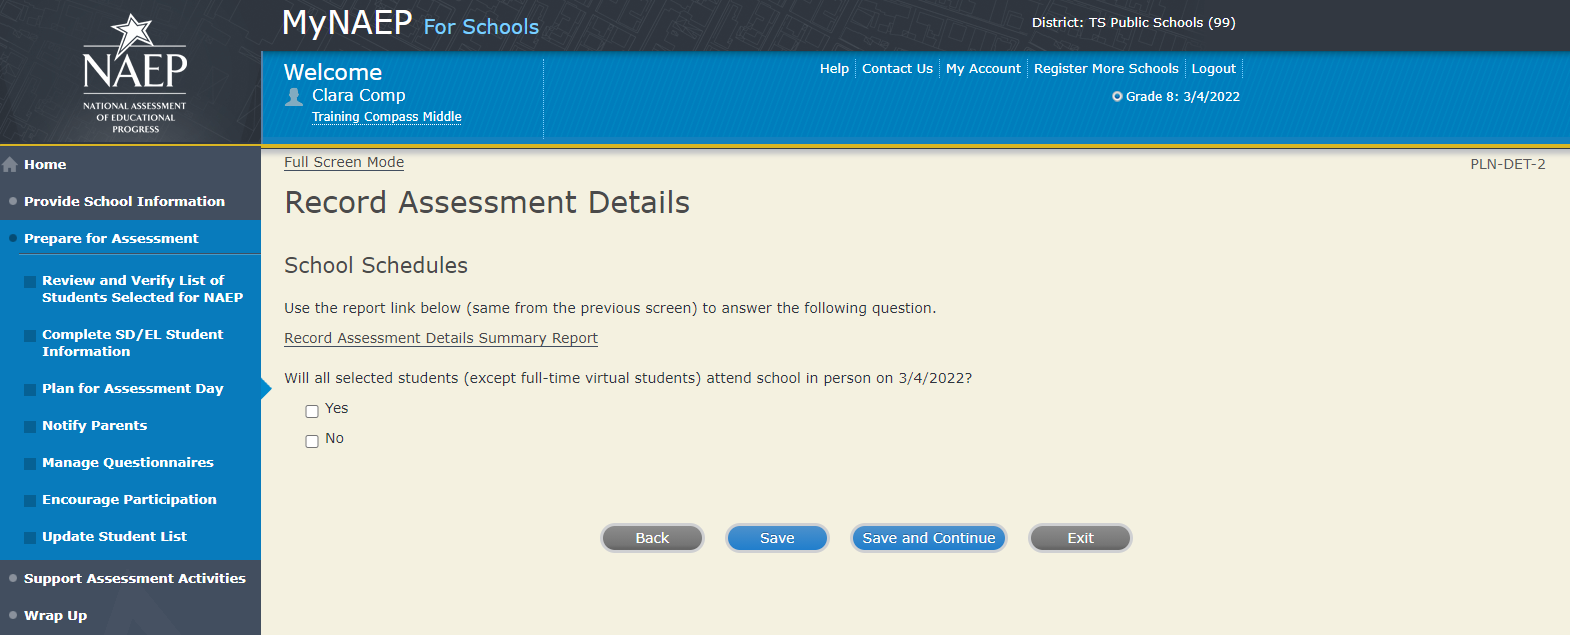 NAEP
NATIONAL ASSESSMENT
OF EDUCATIONAL
PROGRESS
MyNAEP For Schools
District: TS Public Schools (99)
Welcome
Clara Comp
Training Compass Middle
Help Contact Us My Account Register More Schools Logout
Grade 8: 3/4/2022
Home
Provide School Information
Prepare for Assessment
Review and Verify List of
Students Selected for NAEP
Complete SD/EL Student
Information
Plan for Assessment Day
Notify Parents
Manage Questionnaires
Encourage Participation
Update Student List
Support Assessment Activities
Wrap Up
Full Screen Mode
PLN-DET-2
Record Assessment Details
School Schedules
Use the report link below (same from the previous screen) to answer the following question.
Record Assessment Details Summary Report
Will all selected students (except full-time virtual students) attend school in person on 3/4/2022?
Yes
No
Back Save Save and Continue Exit